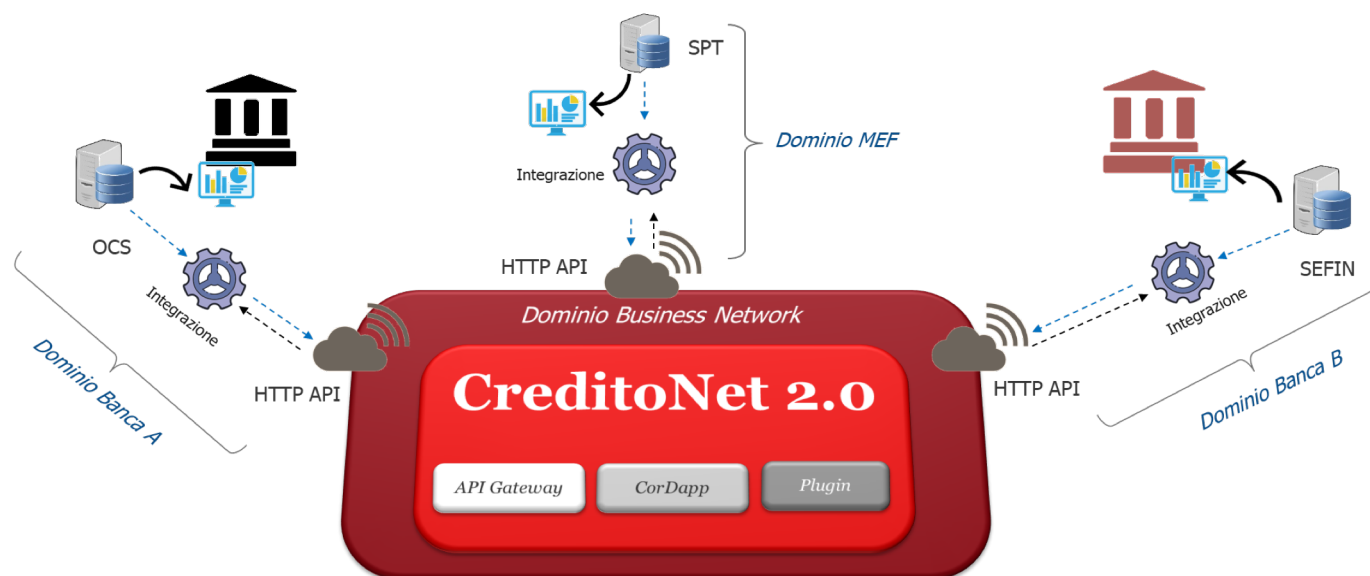 SPT
Dominio MEF
Integrazione
HTTP API
OCS
Integrazione
HTTP API
Dominio Banca A
SEFIN
Integrazione
HTTP API
Dominio Banca B
Dominio Business Network
CreditoNet 2.0
API Gateway
CorDapp
Plugin